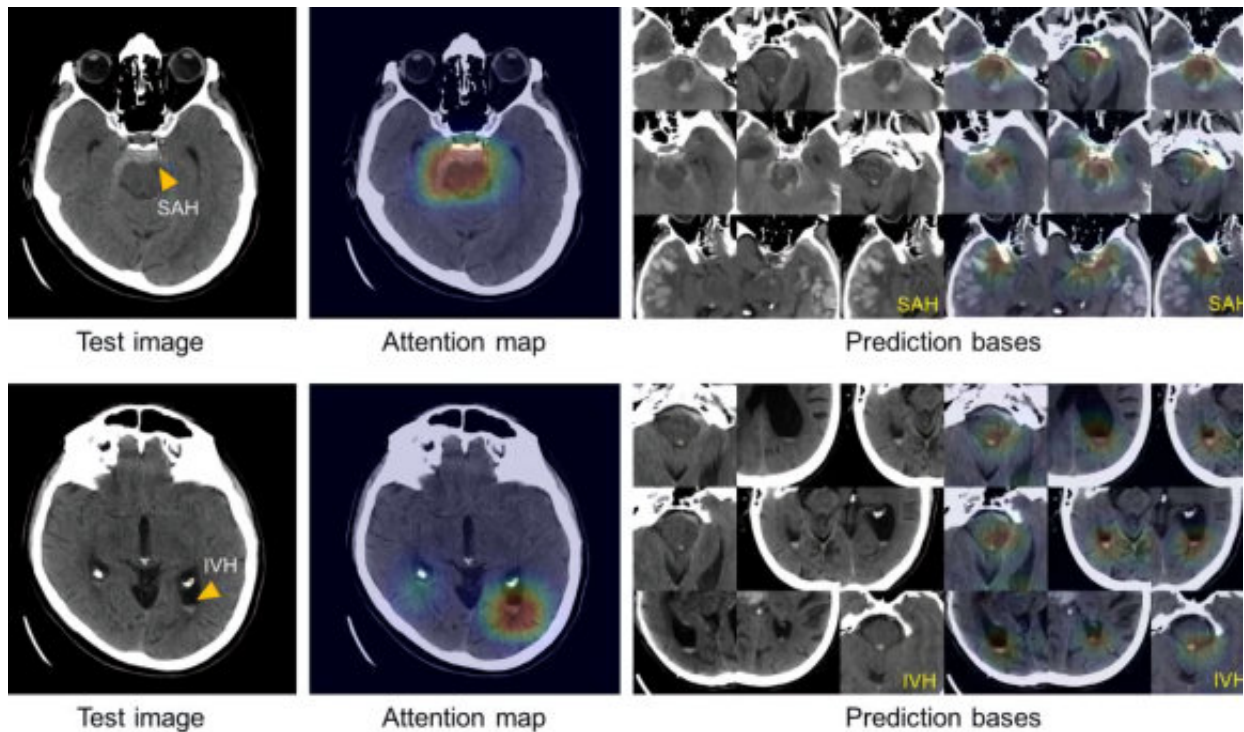 SAH
SAH
SAH
Test image
Attention map
Prediction bases
IVH
IVH
IVH
Test image
Attention map
Prediction bases